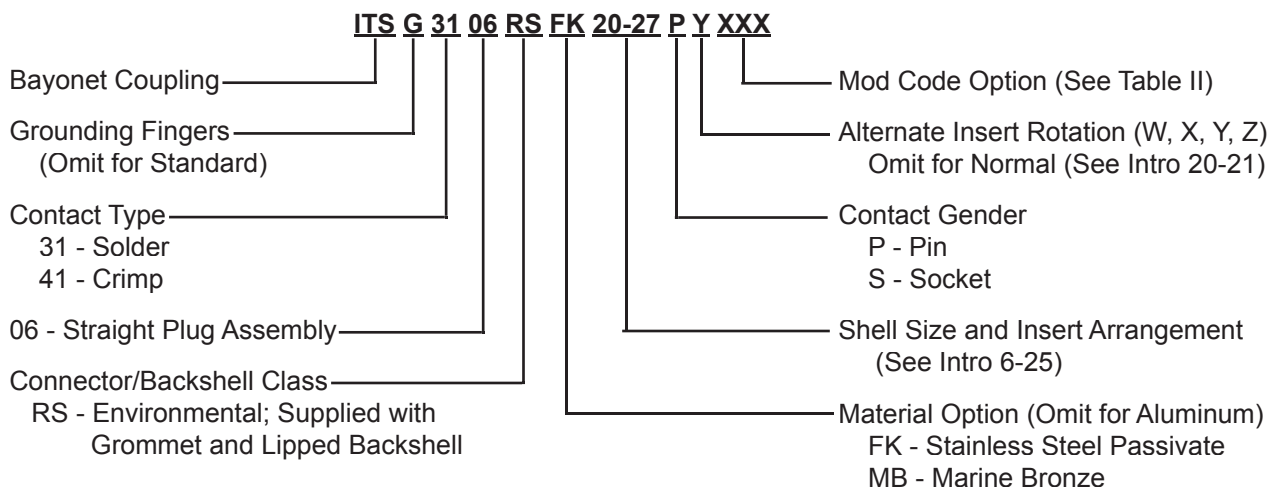 ITS G 31 06 RS FK 20-27 P Y XXX
Bayonet Coupling
Grounding Fingers
(Omit for Standard)
Contact Type
31 - Solder
41 - Crimp
06 - Straight Plug Assembly
Connector/Backshell Class
RS - Environmental; Supplied with
Grommet and Lipped Backshell
Mod Code Option (See Table II)
Alternate Insert Rotation (W, X, Y, Z)
Omit for Normal (See Intro 20-21)
Contact Gender
P - Pin
S - Socket
Shell Size and Insert Arrangement
(See Intro 6-25)
Material Option (Omit for Aluminum)
FK - Stainless Steel Passivate
MB - Marine Bronze